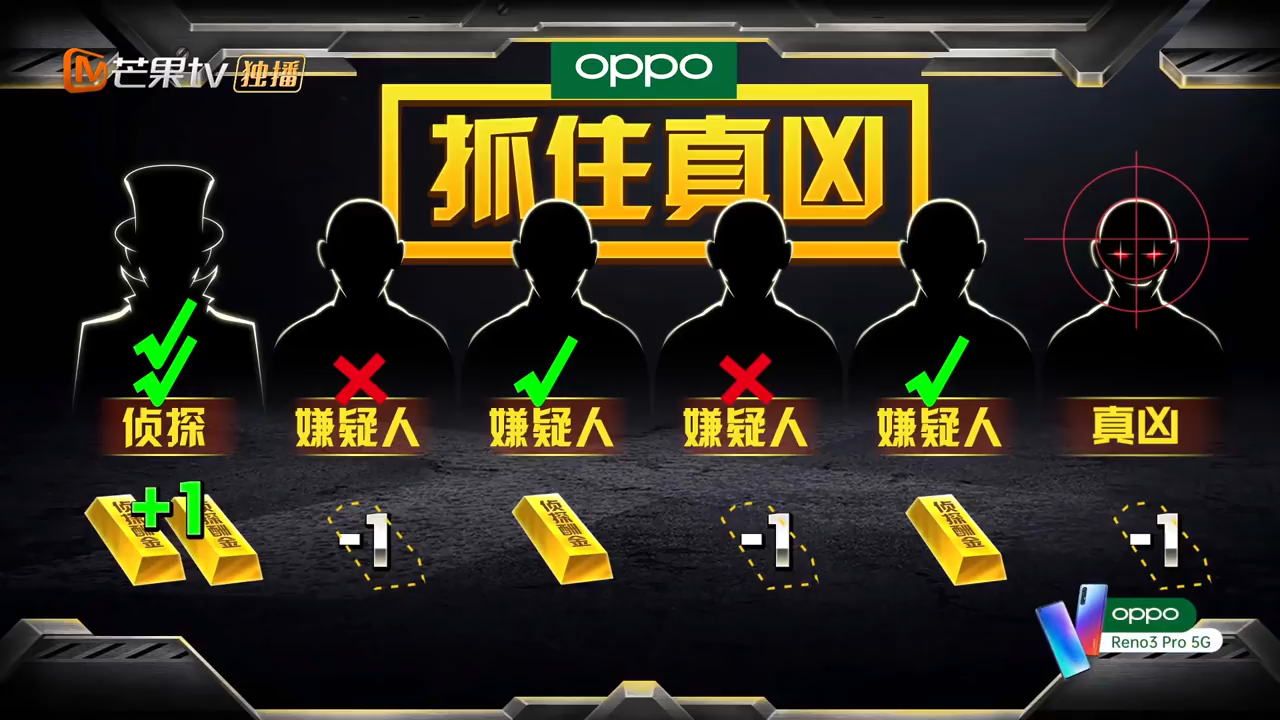 芒果tv 独播
oppo
抓住真凶
侦探
嫌疑人
嫌疑人
嫌疑人
嫌疑人
真凶
+1
-1
-1
-1
侦探酬金
侦探酬金
侦探酬金
侦探酬金
oppo
Reno3 Pro 5G